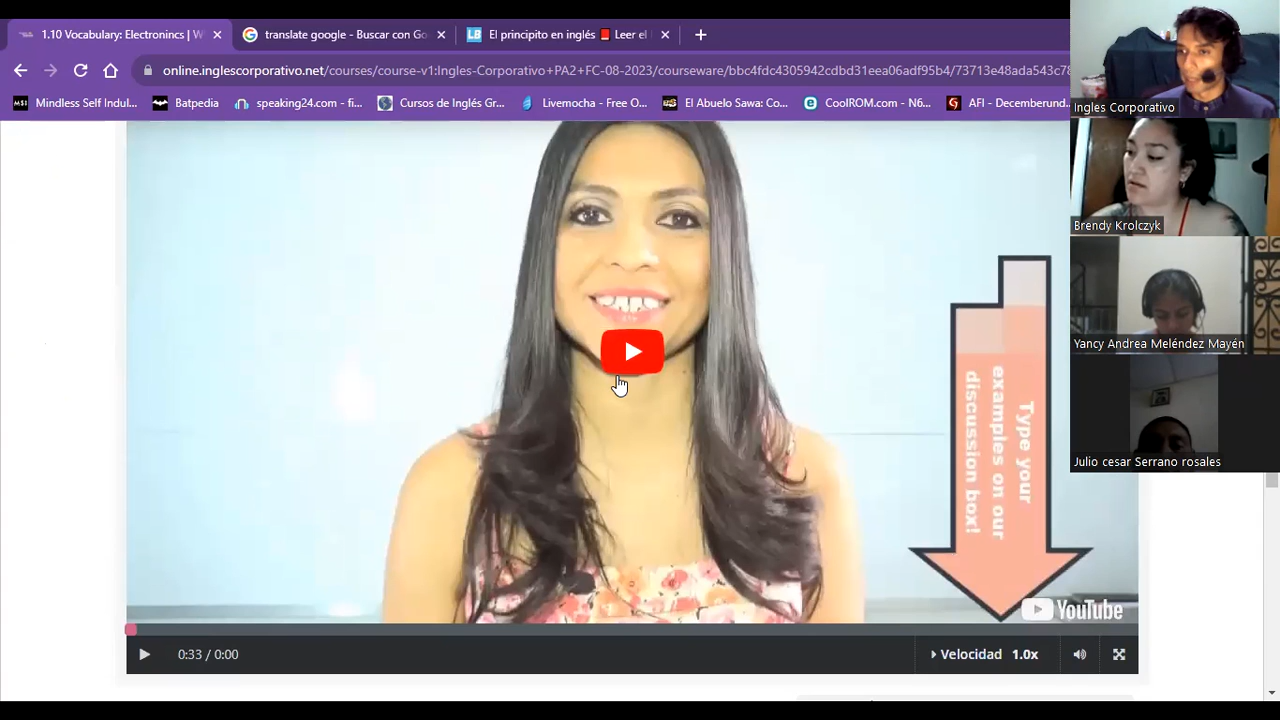 1.10 Vocabulary: Electronincs | W
translate google - Buscar con Go
LB El principito en inglés 📕 Leer el
online.inglescorporativo.net/courses/course-v1:Ingles-Corporativo+PA2+FC-08-2023/courseware/bbc4fdc4305942cdbd31eea06adf95b4/73713e48ada543c78
Mindless Self Indul...
Batpedia
speaking24.com - fi...
Cursos de Inglés Gr...
Livemocha - Free O...
El Abuelo Sawa: Co...
CoolROM.com - N6...
AFI - Decemberund...
Ingles Corporativo
Brendy Krolczyk
Yancy Andrea Meléndez Mayén
Julio cesar Serrano rosales
Type your
examples on our
discussion box!
YouTube
0:33 / 0:00
Velocidad 1.0x